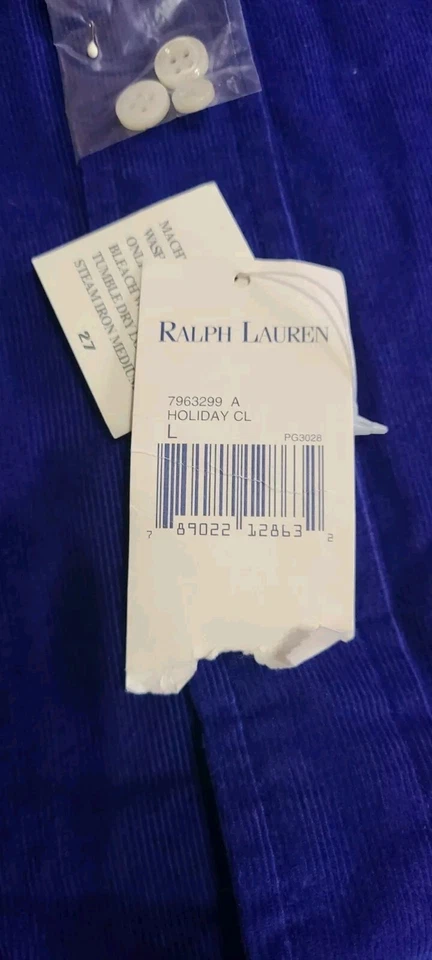 MACH
WAS
ONL
BLEACH
TUMBLE DRY L
STEAM IRON MEDIU
27
RALPH LAUREN
7963299 A
HOLIDAY CL
L PG3028
7 89022 12863 2